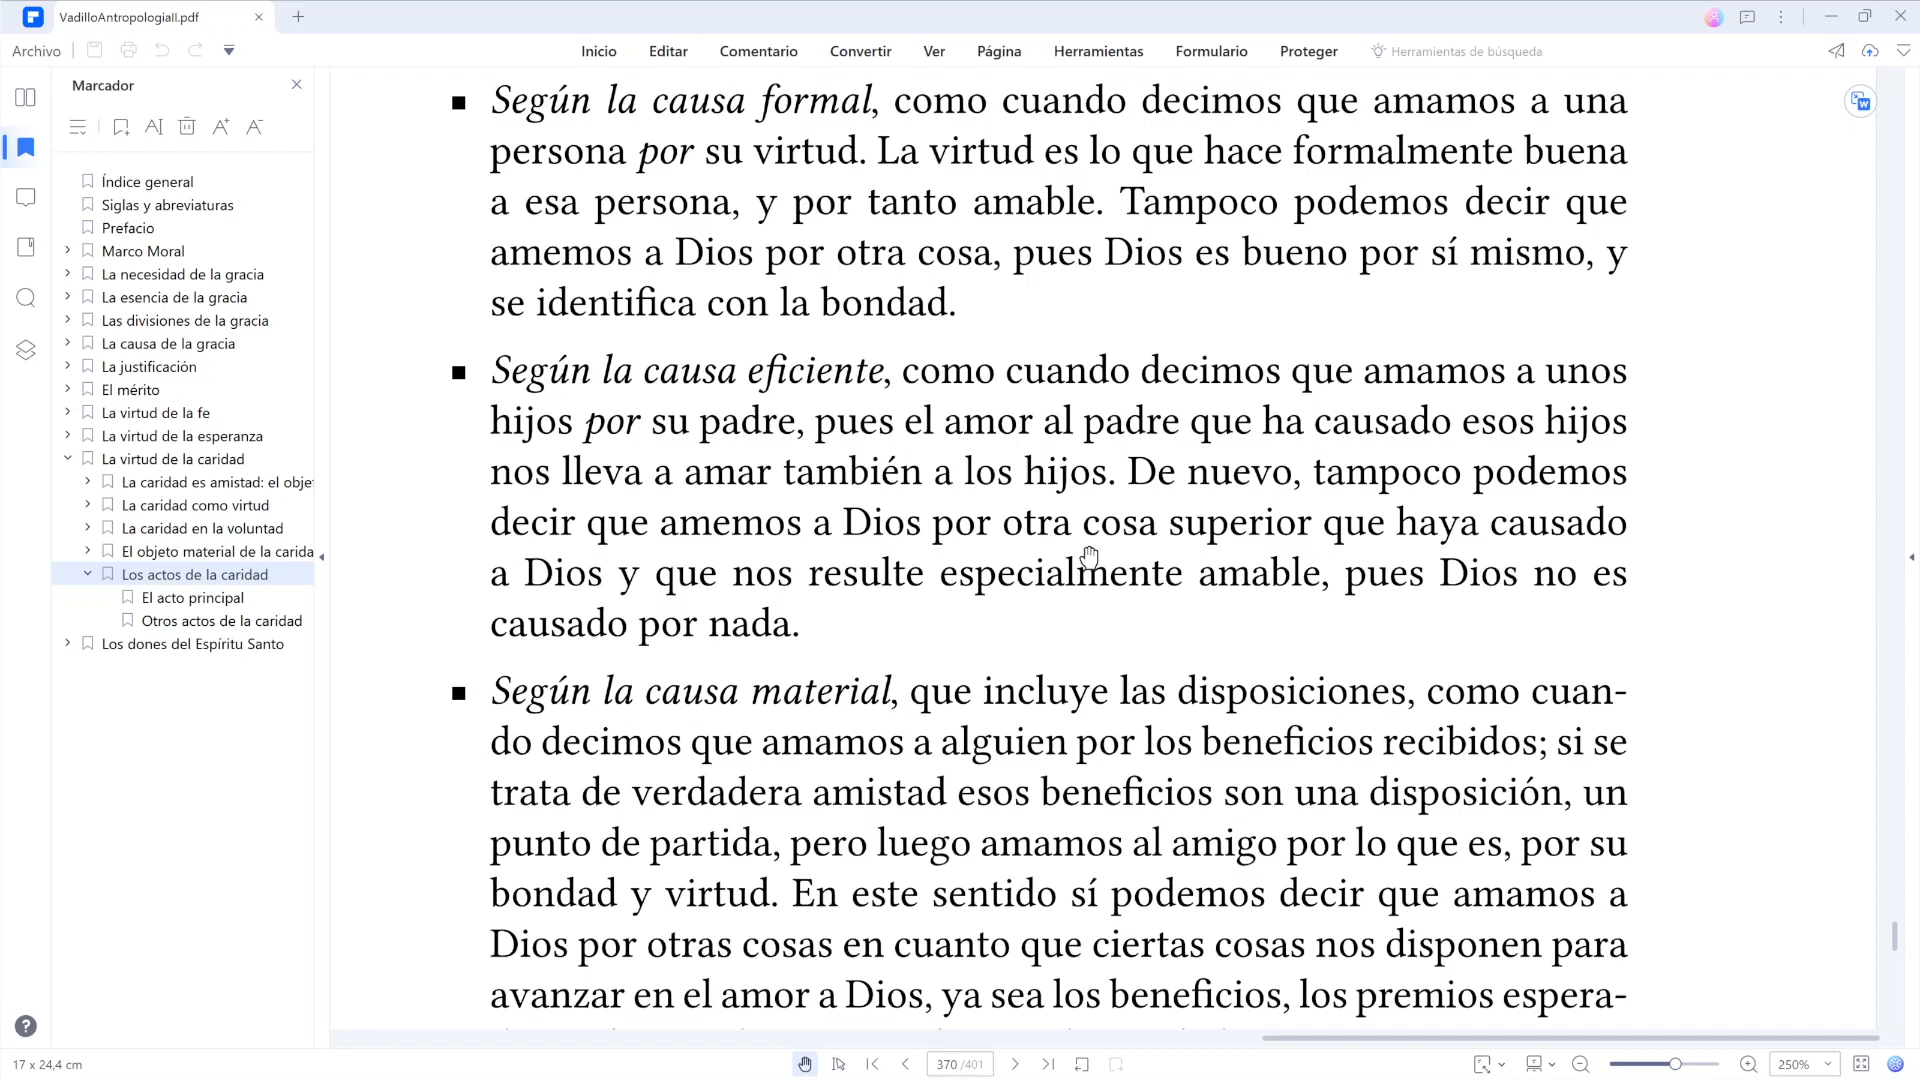 VadilloAntropologiaII.pdf
Archivo
Inicio
Editar
Comentario
Convertir
Ver
Página
Herramientas
Formulario
Proteger
Herramientas de búsqueda
Marcador
Índice general
Siglas y abreviaturas
Prefacio
Marco Moral
La necesidad de la gracia
La esencia de la gracia
Las divisiones de la gracia
La causa de la gracia
La justificación
El mérito
La virtud de la fe
La virtud de la esperanza
La virtud de la caridad
La caridad es amistad: el obje
La caridad como virtud
La caridad en la voluntad
El objeto material de la carida
Los actos de la caridad
El acto principal
Otros actos de la caridad
Los dones del Espíritu Santo
Según la causa formal, como cuando decimos que amamos a una
persona por su virtud. La virtud es lo que hace formalmente buena
a esa persona, y por tanto amable. Tampoco podemos decir que
amemos a Dios por otra cosa, pues Dios es bueno por sí mismo, y
se identifica con la bondad.
Según la causa eficiente, como cuando decimos que amamos a unos
hijos por su padre, pues el amor al padre que ha causado esos hijos
nos lleva a amar también a los hijos. De nuevo, tampoco podemos
decir que amemos a Dios por otra cosa superior que haya causado
a Dios y que nos resulte especialmente amable, pues Dios no es
causado por nada.
Según la causa material, que incluye las disposiciones, como cuan-
do decimos que amamos a alguien por los beneficios recibidos; si se
trata de verdadera amistad esos beneficios son una disposición, un
punto de partida, pero luego amamos al amigo por lo que es, por su
bondad y virtud. En este sentido sí podemos decir que amamos a
Dios por otras cosas en cuanto que ciertas cosas nos disponen para
avanzar en el amor a Dios, ya sea los beneficios, los premios espera-
17 x 24,4 cm
370 /401
250%